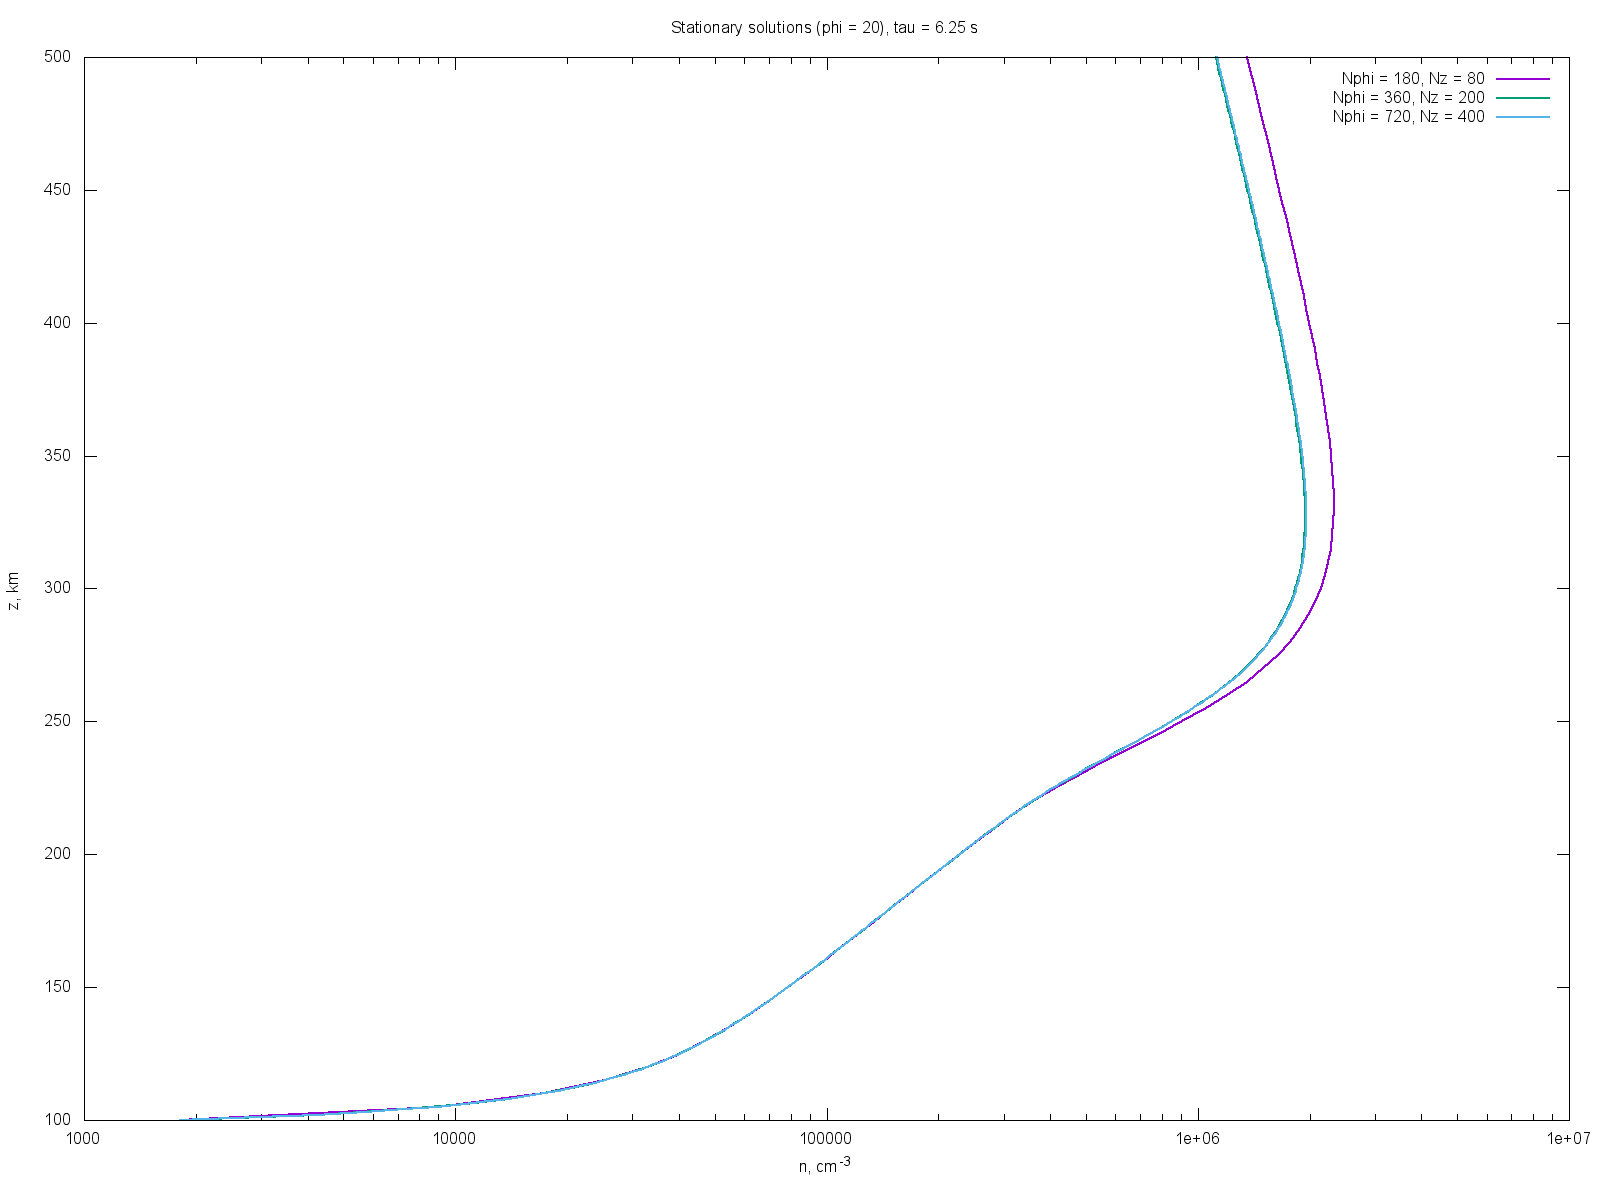 Stationary solutions (phi = 20), tau = 6.25 s
Nphi = 180, Nz = 80
Nphi = 360, Nz = 200
Nphi = 720, Nz = 400
500
450
400
350
300
250
200
150
100
z, km
1000
10000
100000
1e+06
1e+07
n, cm-3